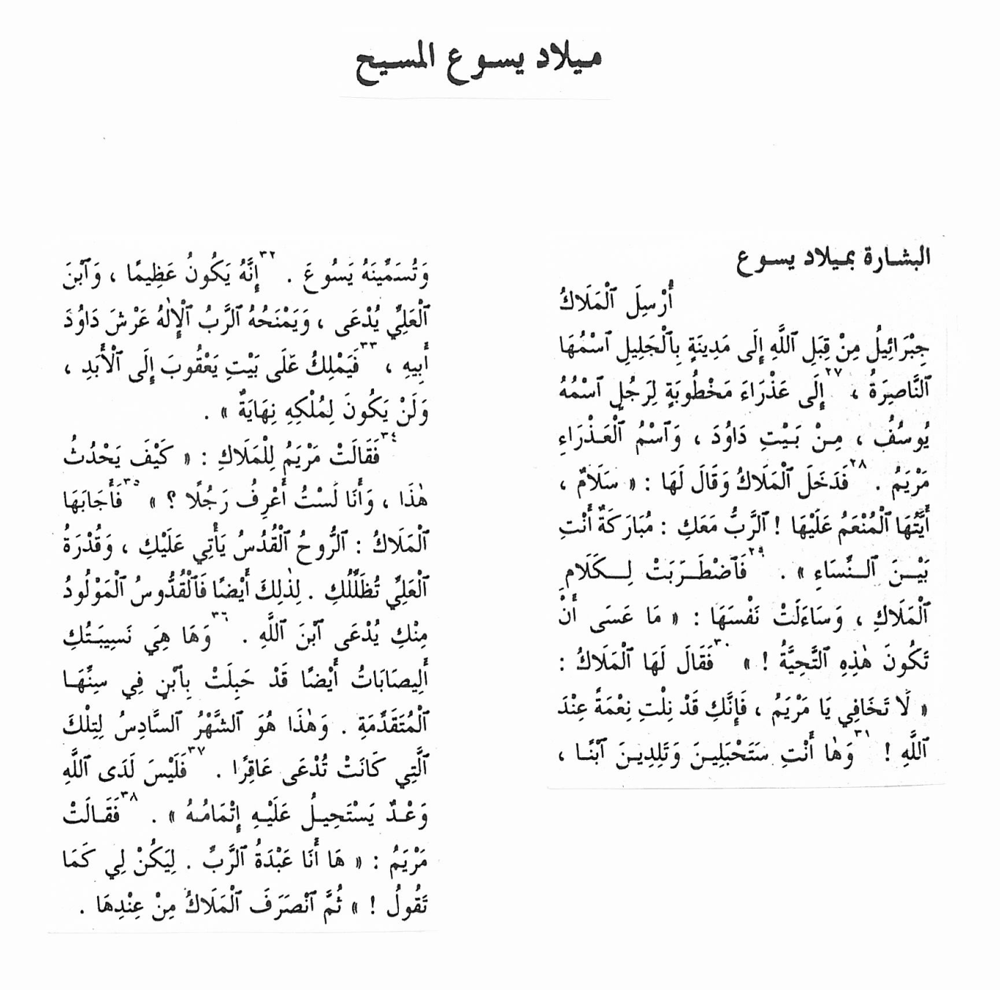 ميلاد يسوع المسيح
البشارة بميلاد يسوع
أُرْسِلَ ٱلْمَلَاكُ
جِبْرَائِيلُ مِنْ قِبَلِ ٱللَّهِ إِلَى مَدِينَةٍ بِٱلْجَلِيلِ ٱسْمُهَا
ٱلنَّاصِرَةُ ، ٢٧ إِلَى عَذْرَاءَ مَخْطُوبَةٍ لِرَجُلٍ ٱسْمُهُ
يُوسُفُ ، مِنْ بَيْتِ دَاوُدَ ، وَٱسْمُ ٱلْعَذْرَاءِ
مَرْيَمُ . ٢٨ فَدَخَلَ ٱلْمَلَاكُ وَقَالَ لَهَا : « سَلَامٌ ،
أَيَّتُهَا ٱلْمُنْعَمُ عَلَيْهَا ! ٱلرَّبُّ مَعَكِ : مُبَارَكَةٌ أَنْتِ
بَيْنَ ٱلنِّسَاءِ » . ٢٩ فَٱضْطَرَبَتْ لِكَلَامِ
ٱلْمَلَاكِ ، وَسَاءَلَتْ نَفْسَهَا : « مَا عَسَى أَنْ
تَكُونَ هٰذِهِ ٱلتَّحِيَّةُ ! » ٣٠ فَقَالَ لَهَا ٱلْمَلَاكُ :
« لَا تَخَافِي يَا مَرْيَمُ ، فَإِنَّكِ قَدْ نِلْتِ نِعْمَةً عِنْدَ
ٱللَّهِ ! ٣١ وَهَا أَنْتِ سَتَحْبَلِينَ وَتَلِدِينَ ٱبْنًا ،
وَتُسَمِّينَهُ يَسُوعَ . ٣٢ إِنَّهُ يَكُونُ عَظِيمًا ، وَٱبْنَ
ٱلْعَلِيِّ يُدْعَى ، وَيَمْنَحُهُ ٱلرَّبُّ ٱلْإِلٰهُ عَرْشَ دَاوُدَ
أَبِيهِ ، ٣٣ فَيَمْلِكُ عَلَى بَيْتِ يَعْقُوبَ إِلَى ٱلْأَبَدِ ،
وَلَنْ يَكُونَ لِمُلْكِهِ نِهَايَةٌ » .
٣٤ فَقَالَتْ مَرْيَمُ لِلْمَلَاكِ : « كَيْفَ يَحْدُثُ
هٰذَا ، وَأَنَا لَسْتُ أَعْرِفُ رَجُلًا ؟ » ٣٥ فَأَجَابَهَا
ٱلْمَلَاكُ : ٱلرُّوحُ ٱلْقُدُسُ يَأْتِي عَلَيْكِ ، وَقُدْرَةُ
ٱلْعَلِيِّ تُظَلِّلُكِ . لِذٰلِكَ أَيْضًا فَٱلْقُدُّوسُ ٱلْمَوْلُودُ
مِنْكِ يُدْعَى ٱبْنَ ٱللَّهِ . ٣٦ وَهَا هِيَ نَسِيبَتُكِ
أَلِيصَابَاتُ أَيْضًا قَدْ حَبِلَتْ بِٱبْنٍ فِي سِنِّهَا
ٱلْمُتَقَدِّمَةِ . وَهٰذَا هُوَ ٱلشَّهْرُ ٱلسَّادِسُ لِتِلْكَ
ٱلَّتِي كَانَتْ تُدْعَى عَاقِرًا . ٣٧ فَلَيْسَ لَدَى ٱللَّهِ
وَعْدٌ يَسْتَحِيلُ عَلَيْهِ إِتْمَامُهُ » . ٣٨ فَقَالَتْ
مَرْيَمُ : « هَا أَنَا عَبْدَةُ ٱلرَّبِّ . لِيَكُنْ لِي كَمَا
تَقُولُ ! » ثُمَّ ٱنْصَرَفَ ٱلْمَلَاكُ مِنْ عِنْدِهَا .